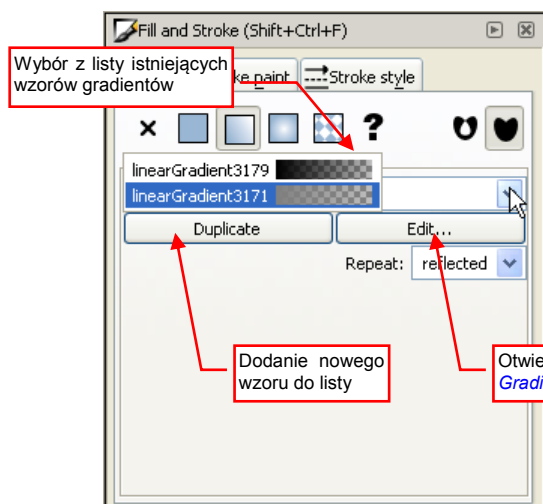 Fill and Stroke (Shift+Ctrl+F)
Wybór z listy istniejących
wzorów gradientów
ke paint
Stroke style
?
linearGradient3179
linearGradient3171
Duplicate
Edit...
Repeat:
reflected
Dodanie nowego
wzoru do listy
Otwie
Gradi